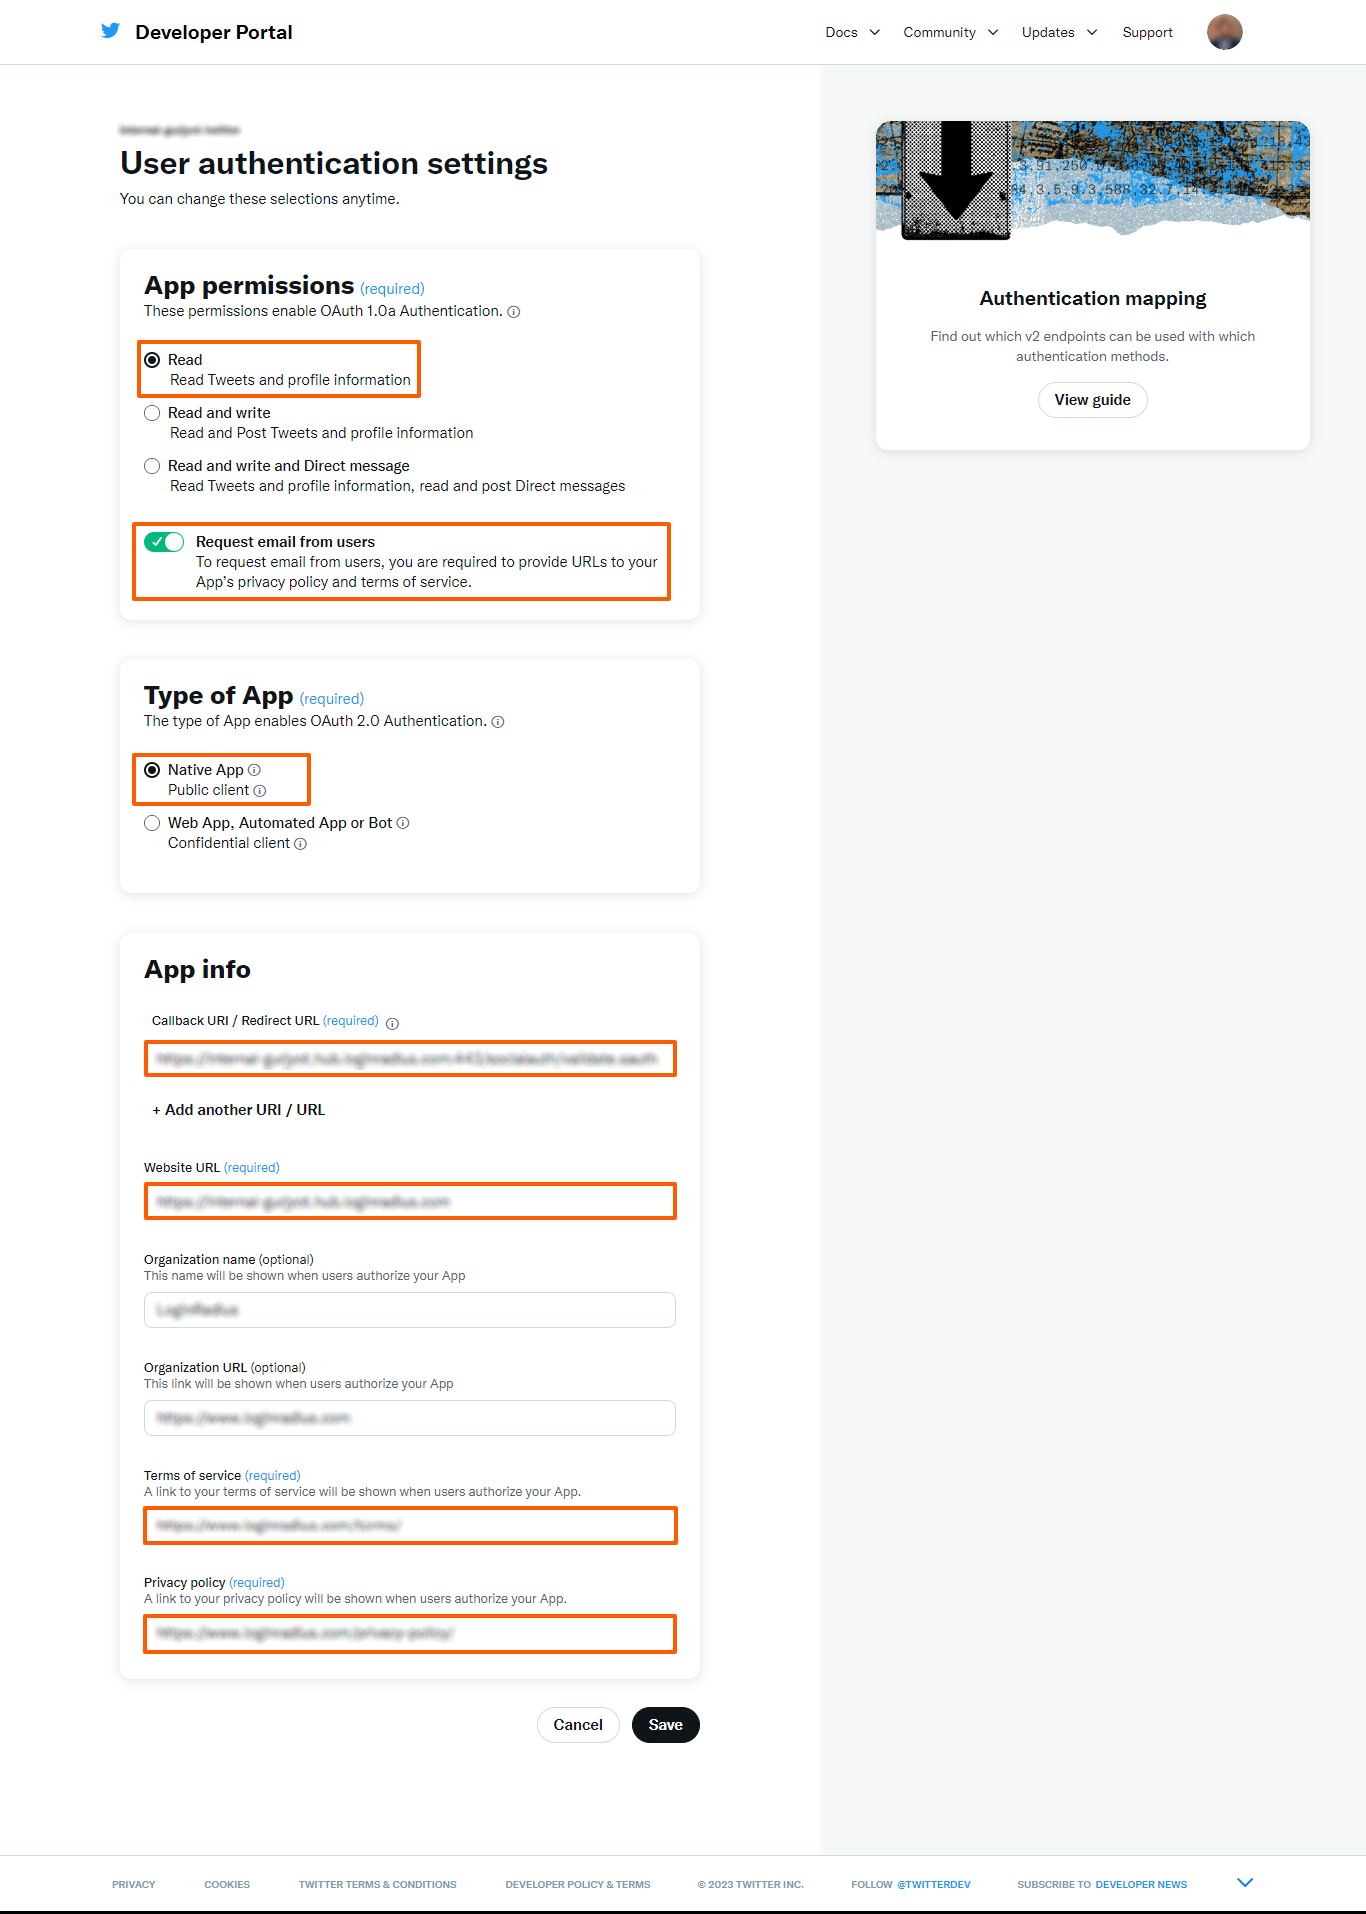 Developer Portal
Docs
Community
Updates
Support
User authentication settings
You can change these selections anytime.
App permissions (required)
These permissions enable OAuth 1.0a Authentication.
Read
Read Tweets and profile information
Read and write
Read and Post Tweets and profile information
Read and write and Direct message
Read Tweets and profile information, read and post Direct messages
Request email from users
To request email from users, you are required to provide URLs to your
App's privacy policy and terms of service.
Type of App (required)
The type of App enables OAuth 2.0 Authentication.
Native App
Public client
Web App, Automated App or Bot
Confidential client
App info
Callback URI / Redirect URL (required)
+ Add another URI / URL
Website URL (required)
Organization name (optional)
This name will be shown when users authorize your App
Organization URL (optional)
This link will be shown when users authorize your App
Terms of service (required)
A link to your terms of service will be shown when users authorize your App.
Privacy policy (required)
A link to your privacy policy will be shown when users authorize your App.
Cancel
Save
Authentication mapping
Find out which v2 endpoints can be used with which
authentication methods.
View guide
PRIVACY
COOKIES
TWITTER TERMS & CONDITIONS
DEVELOPER POLICY & TERMS
© 2023 TWITTER INC.
FOLLOW @TWITTERDEV
SUBSCRIBE TO DEVELOPER NEWS